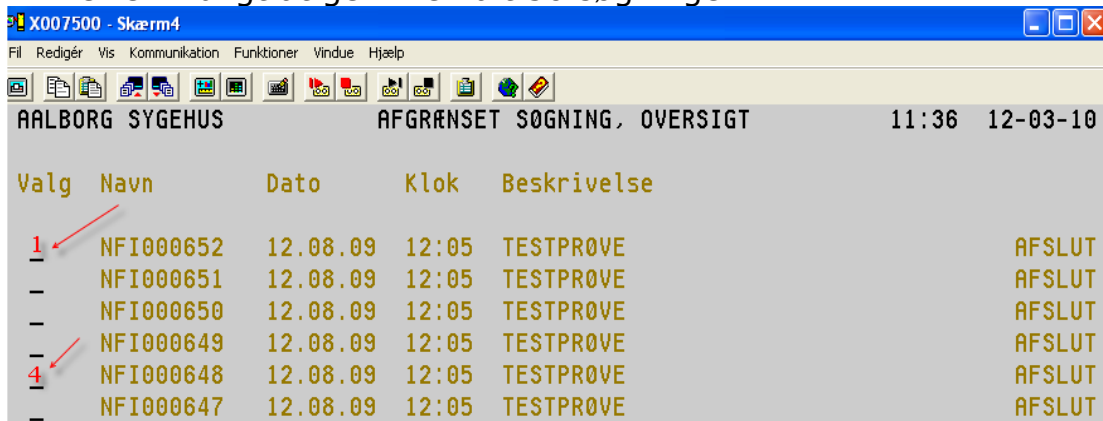 X007500 - Skærm4
Fil Redigér Vis Kommunikation Funktioner Vindue Hjælp
AALBORG SYGEHUS AFGRÆNSET SØGNING, OVERSIGT 11:36 12-03-10
Valg Navn Dato Klok Beskrivelse
1 NFI000652 12.08.09 12:05 TESTPRØVE AFSLUT
_ NFI000651 12.08.09 12:05 TESTPRØVE AFSLUT
_ NFI000650 12.08.09 12:05 TESTPRØVE AFSLUT
_ NFI000649 12.08.09 12:05 TESTPRØVE AFSLUT
4 NFI000648 12.08.09 12:05 TESTPRØVE AFSLUT
_ NFI000647 12.08.09 12:05 TESTPRØVE AFSLUT